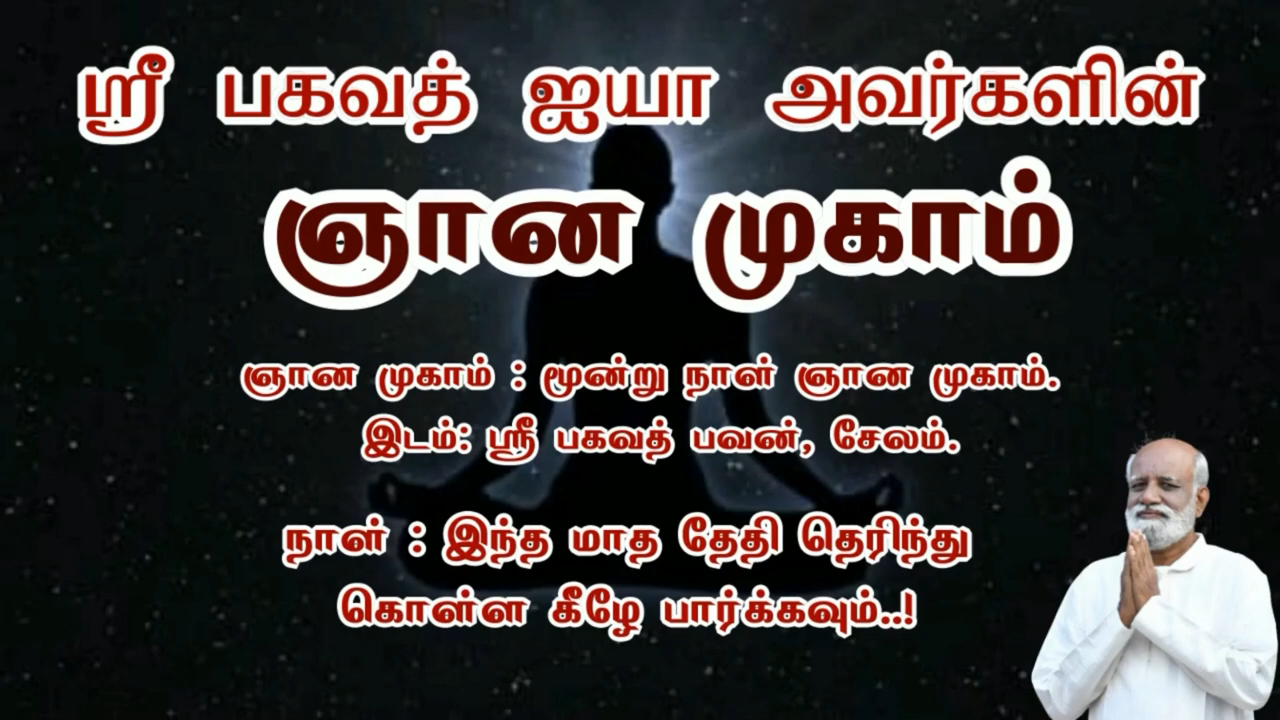 ஸ்ரீ பகவத் ஐயா அவர்களின்
ஞான முகாம்
ஞான முகாம் : மூன்று நாள் ஞான முகாம்.
இடம்: ஸ்ரீ பகவத் பவன், சேலம்.
நாள் : இந்த மாத தேதி தெரிந்து
கொள்ள கீழே பார்க்கவும்..!